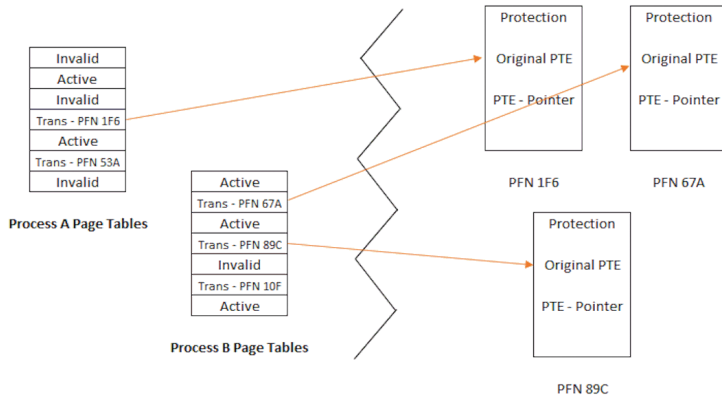 Invalid
Active
Invalid
Trans - PFN 1F6
Active
Trans - PFN 53A
Invalid
Process A Page Tables
Active
Trans - PFN 67A
Active
Trans - PFN 89C
Invalid
Trans - PFN 10F
Active
Process B Page Tables
Protection
Original PTE
PTE - Pointer
PFN 1F6
Protection
Original PTE
PTE - Pointer
PFN 67A
Protection
Original PTE
PTE - Pointer
PFN 89C